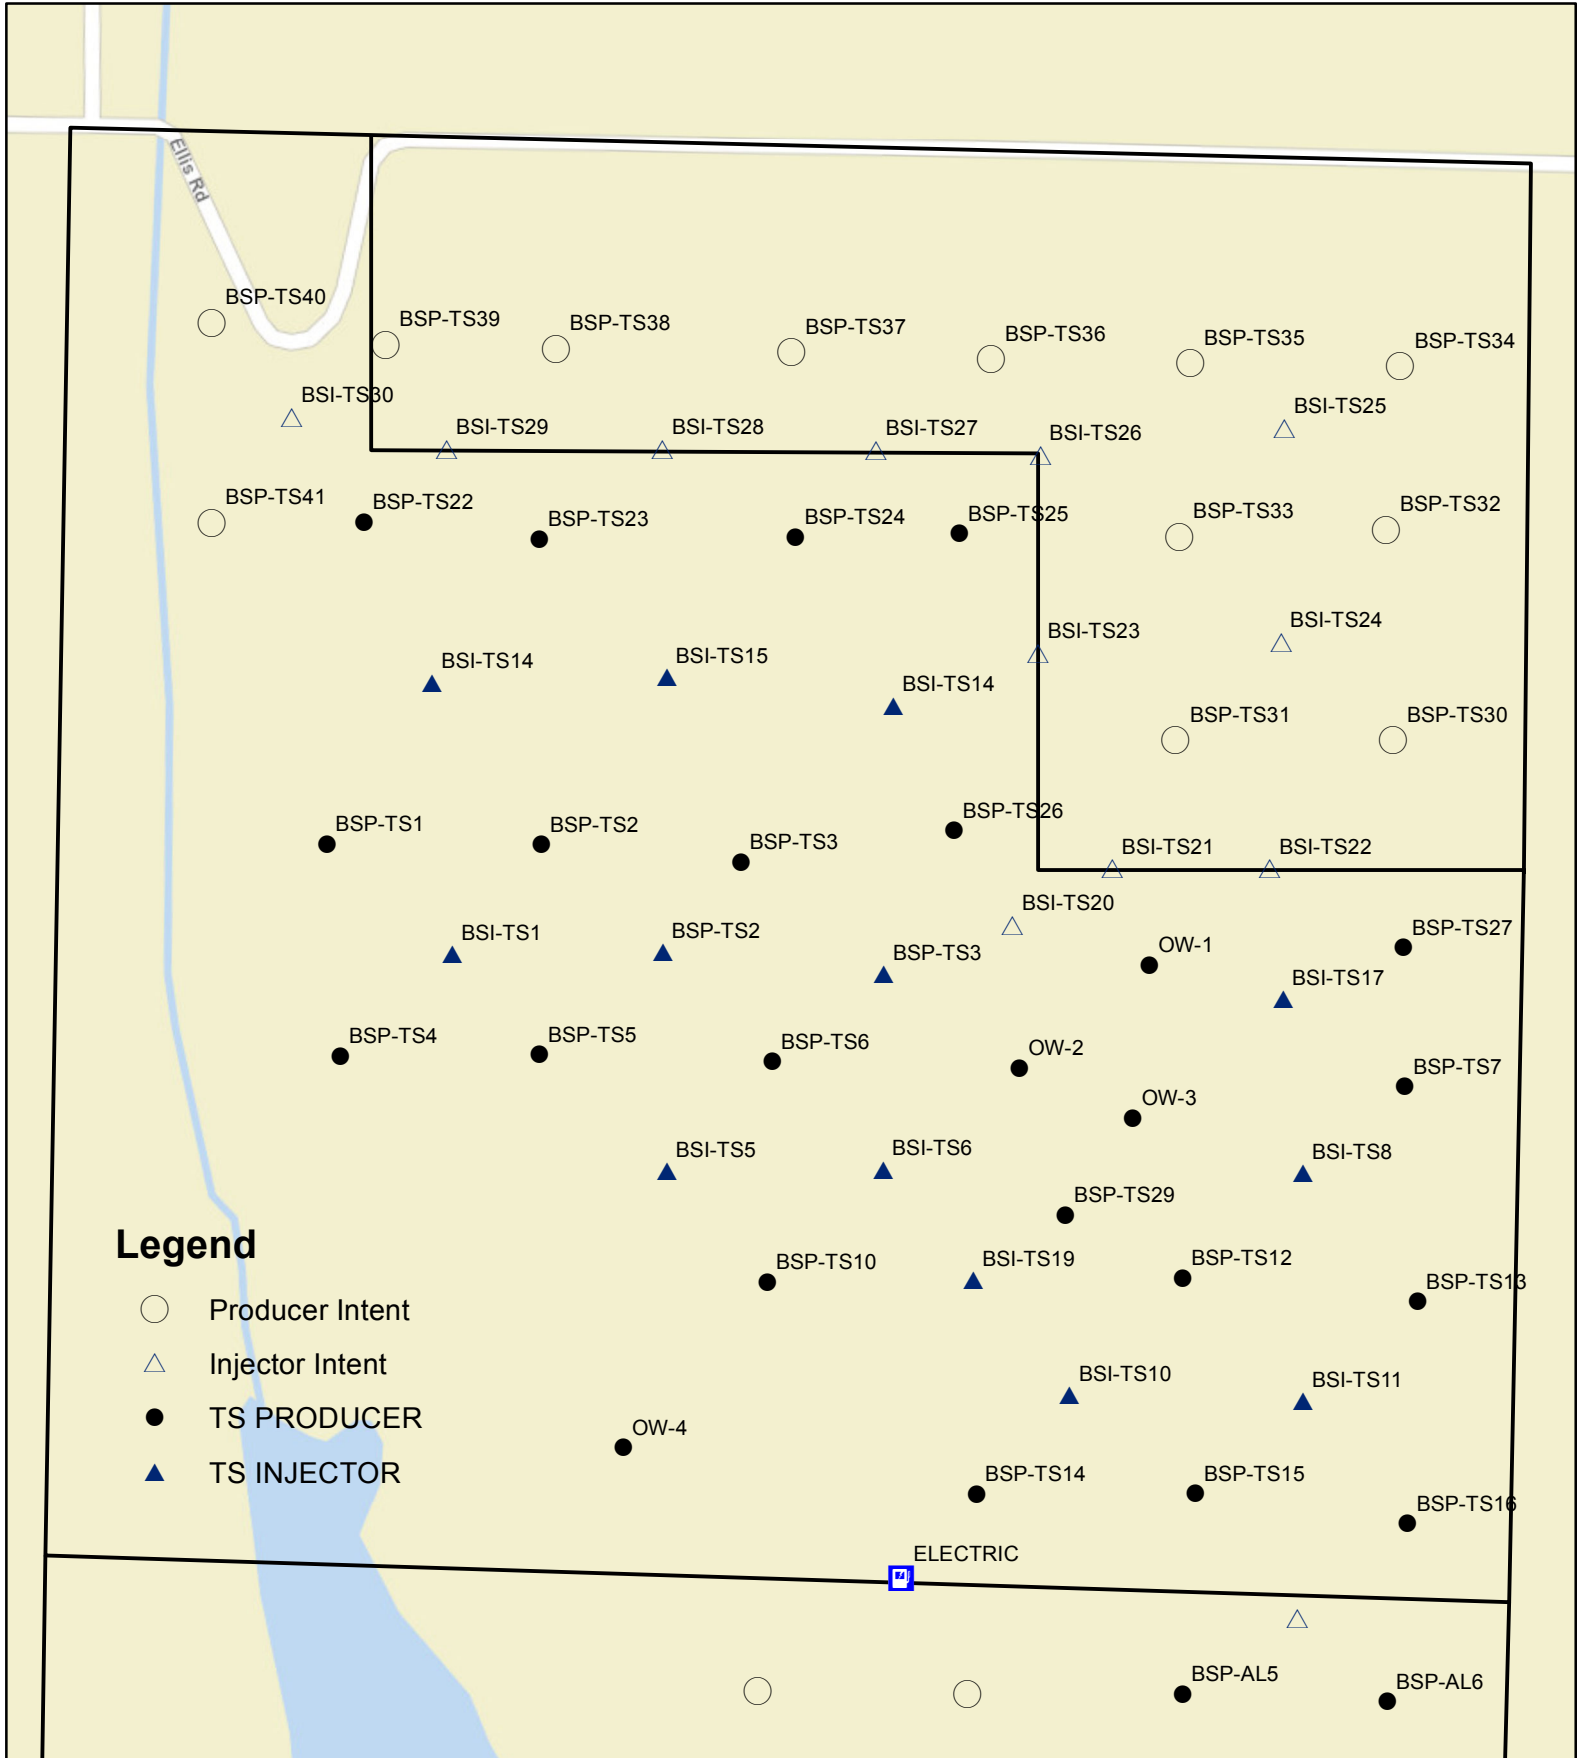 Ellis Rd
BSP-TS40
BSP-TS39
BSP-TS38
BSP-TS37
BSP-TS36
BSP-TS35
BSP-TS34
BSI-TS30
BSI-TS29
BSI-TS28
BSI-TS27
BSI-TS26
BSI-TS25
BSP-TS41
BSP-TS22
BSP-TS23
BSP-TS24
BSP-TS25
BSP-TS33
BSP-TS32
BSI-TS14
BSI-TS15
BSI-TS14
BSI-TS23
BSI-TS24
BSP-TS31
BSP-TS30
BSP-TS1
BSP-TS2
BSP-TS3
BSP-TS26
BSI-TS21
BSI-TS22
BSI-TS1
BSP-TS2
BSP-TS3
BSI-TS20
OW-1
BSP-TS27
BSI-TS17
BSP-TS4
BSP-TS5
BSP-TS6
OW-2
OW-3
BSP-TS7
BSI-TS5
BSI-TS6
BSI-TS8
BSP-TS29
BSP-TS10
BSI-TS19
BSP-TS12
BSP-TS13
BSI-TS10
BSI-TS11
OW-4
BSP-TS14
BSP-TS15
BSP-TS16
ELECTRIC
BSP-AL5
BSP-AL6
Legend
Producer Intent
Injector Intent
TS PRODUCER
TS INJECTOR